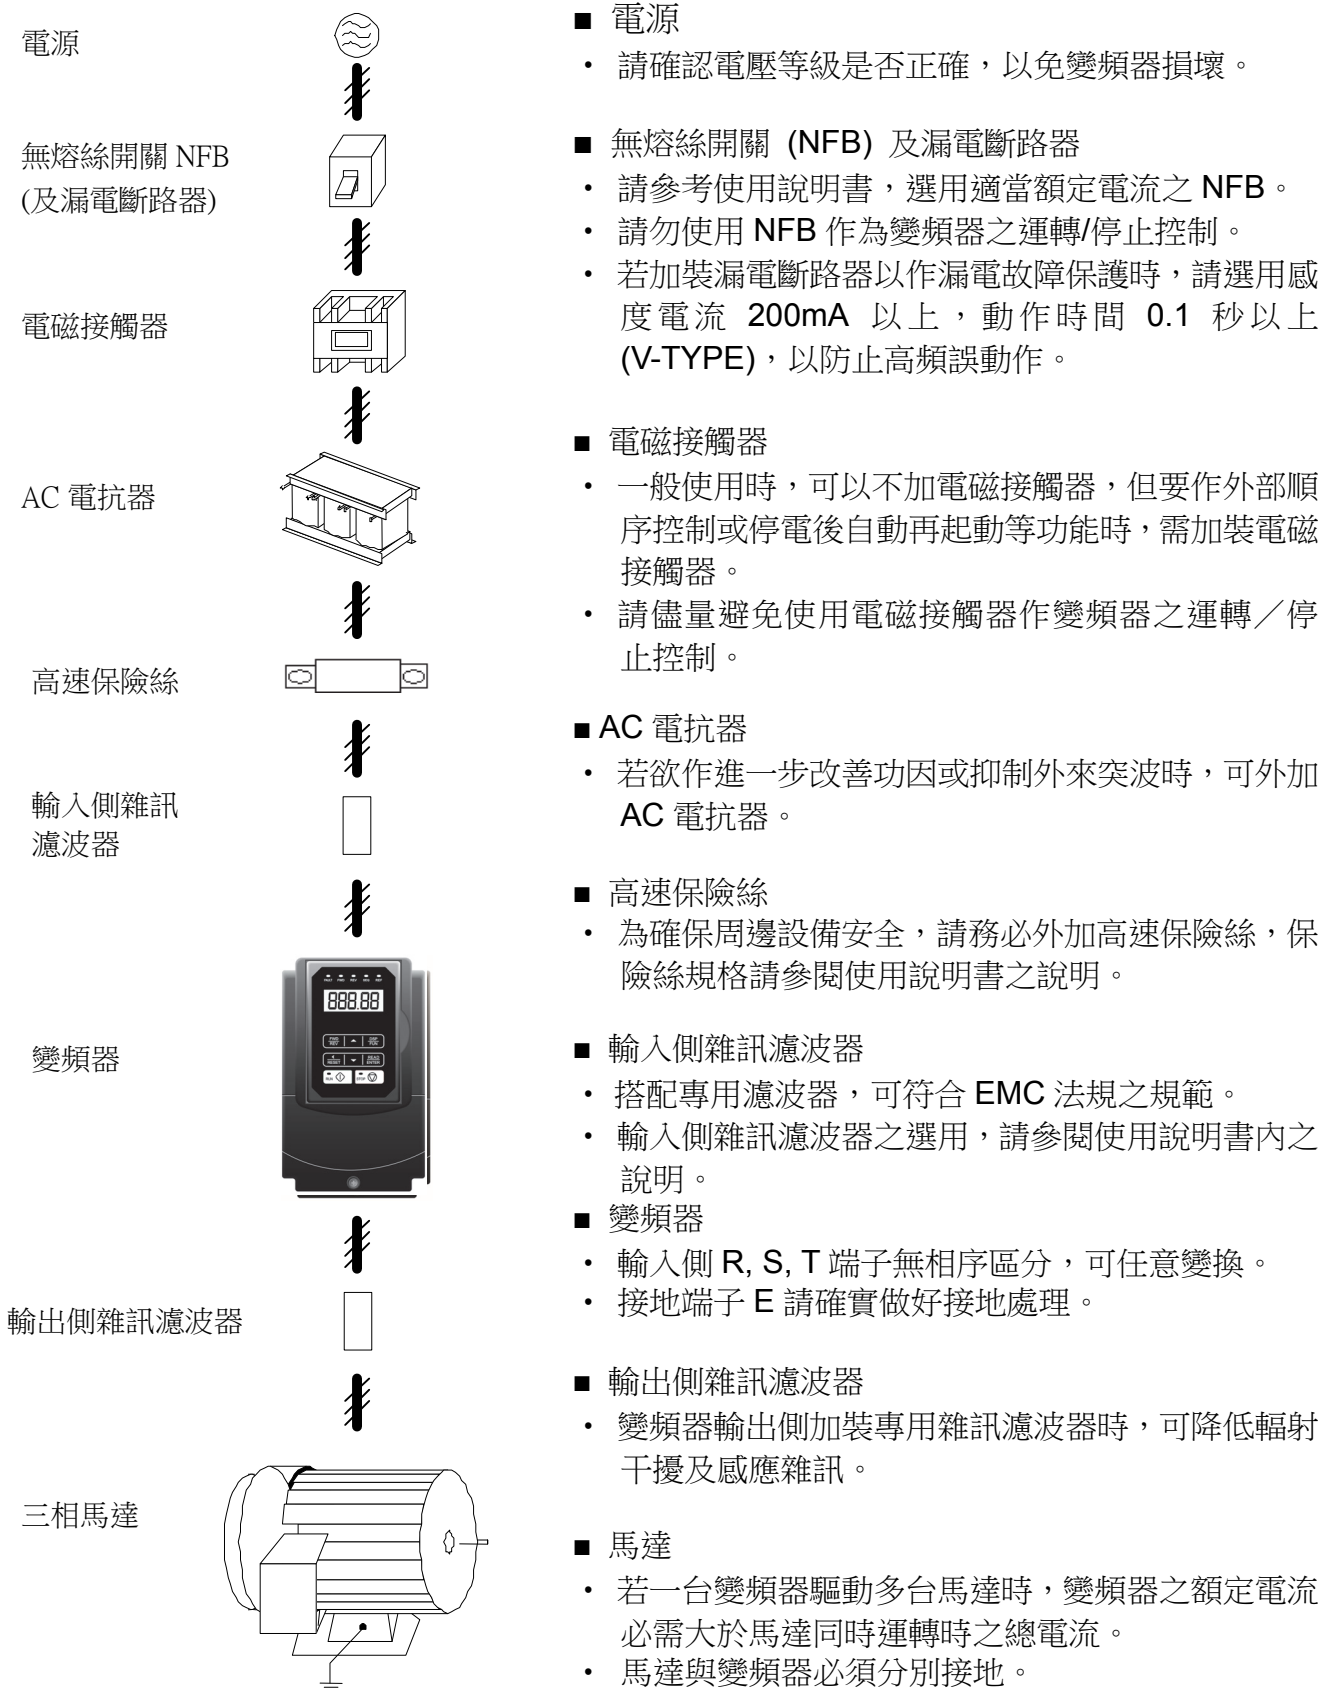 電源
無熔絲開關 NFB
(及漏電斷路器)
電磁接觸器
AC 電抗器
高速保險絲
輸入側雜訊
濾波器
變頻器
輸出側雜訊濾波器
三相馬達
888.88
FWD
REV
DSP
FUN
RESET
READ
ENTER
RUN
STOP
■ 電源
• 請確認電壓等級是否正確，以免變頻器損壞。
■ 無熔絲開關 (NFB) 及漏電斷路器
• 請參考使用說明書，選用適當額定電流之 NFB。
• 請勿使用 NFB 作為變頻器之運轉/停止控制。
• 若加裝漏電斷路器以作漏電故障保護時，請選用感
度電流 200mA 以上，動作時間 0.1 秒以上
(V-TYPE)，以防止高頻誤動作。
■ 電磁接觸器
• 一般使用時，可以不加電磁接觸器，但要作外部順
序控制或停電後自動再起動等功能時，需加裝電磁
接觸器。
• 請儘量避免使用電磁接觸器作變頻器之運轉／停
止控制。
■ AC 電抗器
• 若欲作進一步改善功因或抑制外來突波時，可外加
AC 電抗器。
■ 高速保險絲
• 為確保周邊設備安全，請務必外加高速保險絲，保
險絲規格請參閱使用說明書之說明。
■ 輸入側雜訊濾波器
• 搭配專用濾波器，可符合 EMC 法規之規範。
• 輸入側雜訊濾波器之選用，請參閱使用說明書內之
說明。
■ 變頻器
• 輸入側 R, S, T 端子無相序區分，可任意變換。
• 接地端子 E 請確實做好接地處理。
■ 輸出側雜訊濾波器
• 變頻器輸出側加裝專用雜訊濾波器時，可降低輻射
干擾及感應雜訊。
■ 馬達
• 若一台變頻器驅動多台馬達時，變頻器之額定電流
必需大於馬達同時運轉時之總電流。
• 馬達與變頻器必須分別接地。